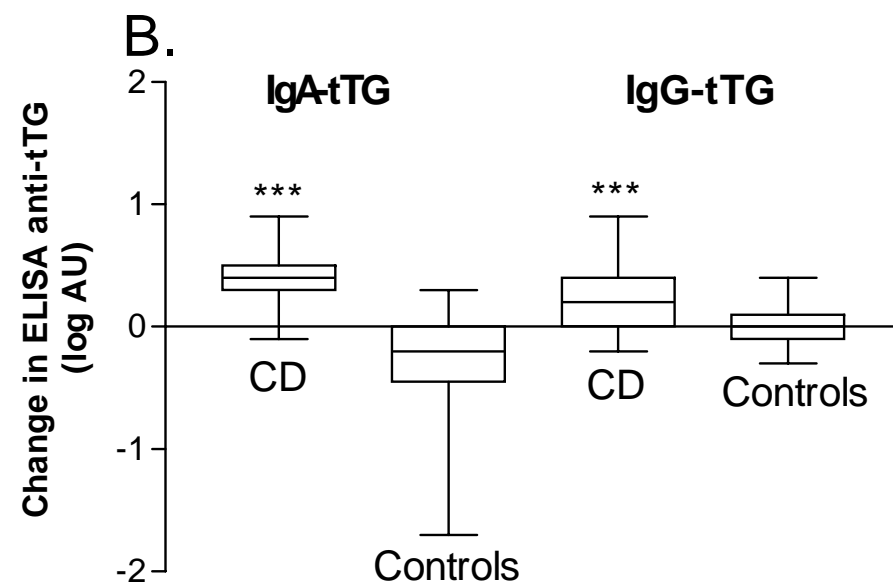 B.
IgA-tTG IgG-tTG
Change in ELISA anti-tTG
(log AU)
2
1
0
-1
-2
*** ***
CD CD
Controls
Controls